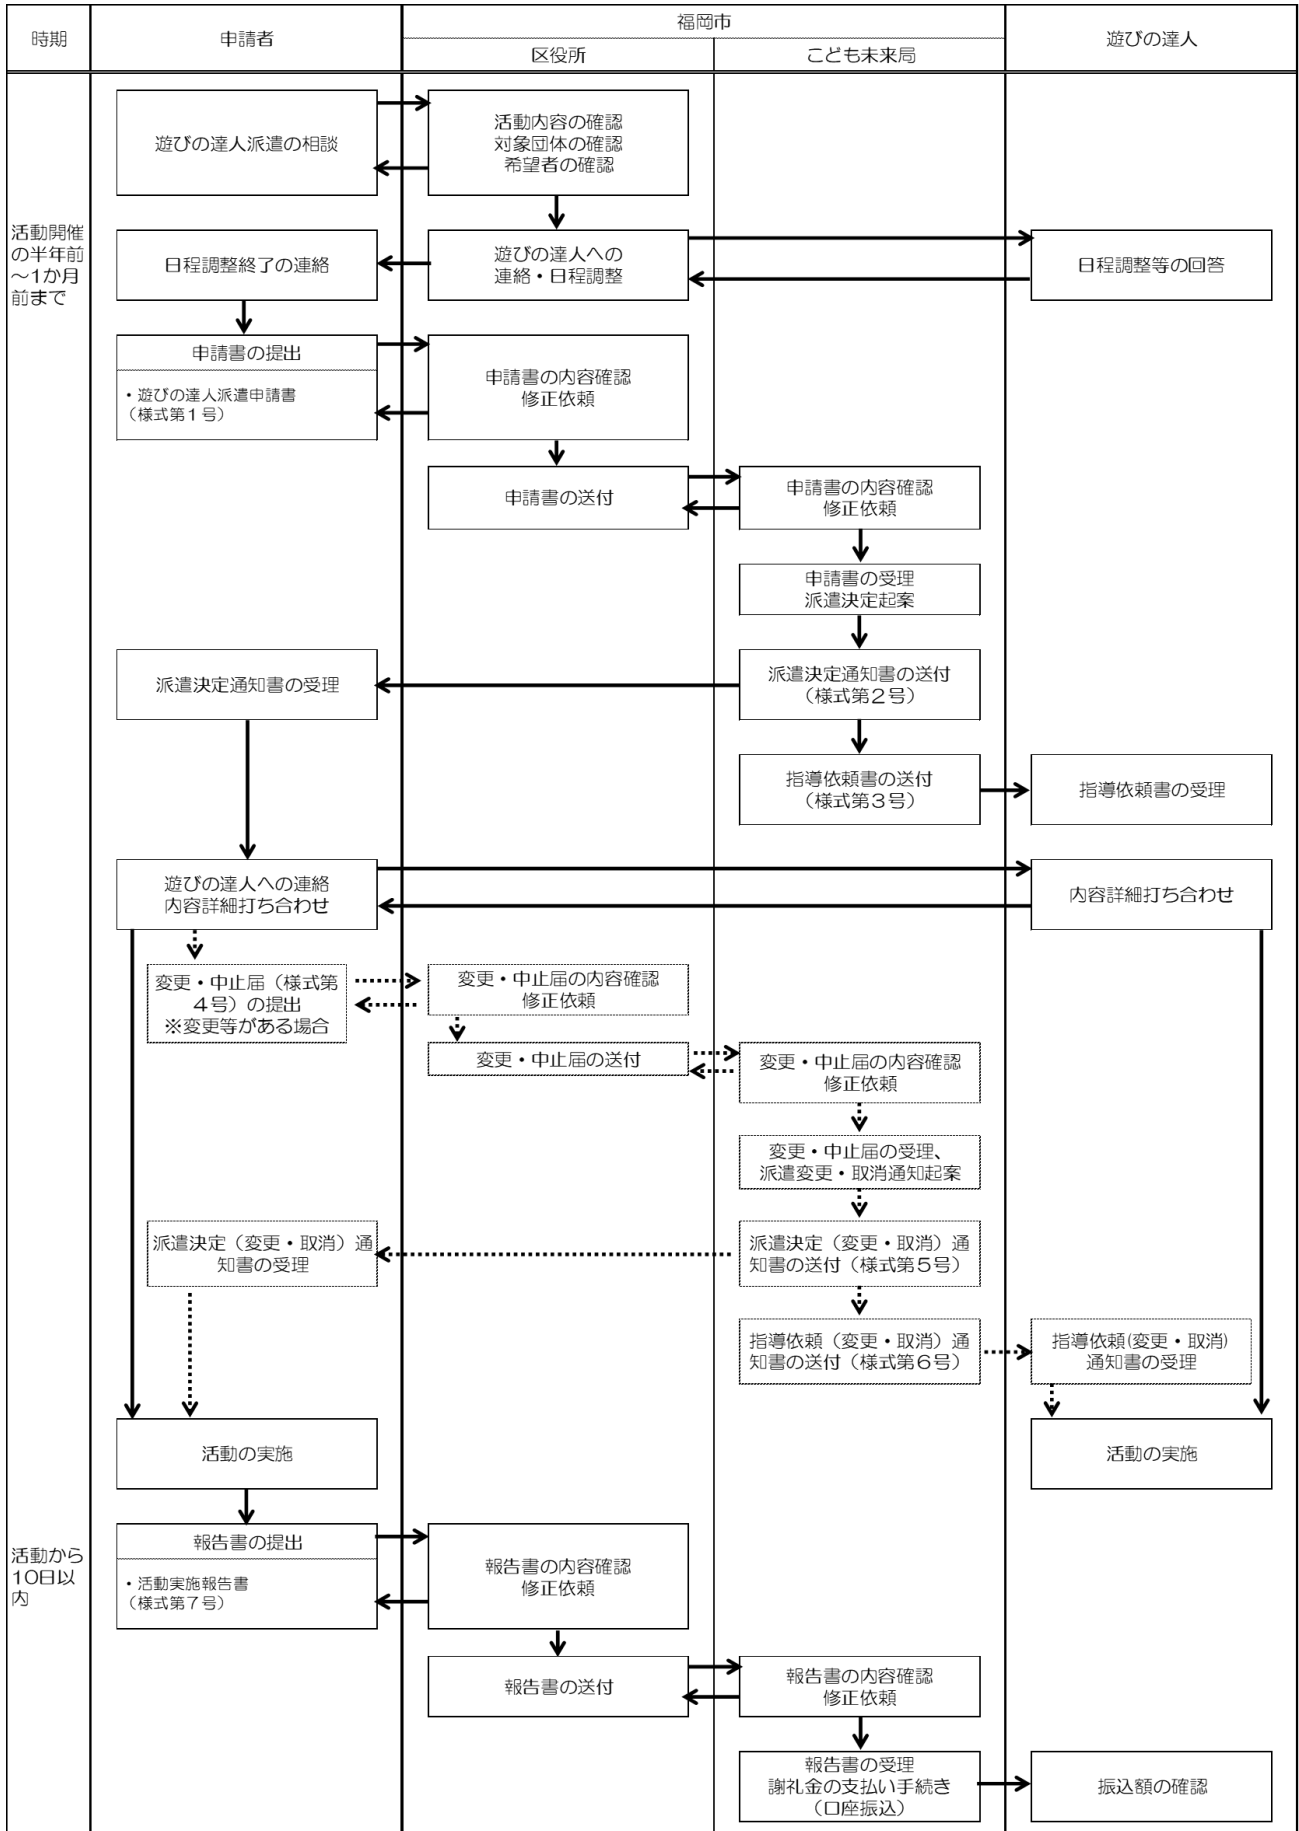 時期
申請者
福岡市
区役所
こども未来局
遊びの達人
活動開催
の半年前
～1か月
前まで
遊びの達人派遣の相談
活動内容の確認
対象団体の確認
希望者の確認
日程調整終了の連絡
遊びの達人への
連絡・日程調整
日程調整等の回答
申請書の提出
・遊びの達人派遣申請書
（様式第１号）
申請書の内容確認
修正依頼
申請書の送付
申請書の内容確認
修正依頼
申請書の受理
派遣決定起案
派遣決定通知書の受理
派遣決定通知書の送付
（様式第２号）
指導依頼書の送付
（様式第３号）
指導依頼書の受理
遊びの達人への連絡
内容詳細打ち合わせ
内容詳細打ち合わせ
変更・中止届（様式第
４号）の提出
※変更等がある場合
変更・中止届の内容確認
修正依頼
変更・中止届の送付
変更・中止届の内容確認
修正依頼
変更・中止届の受理、
派遣変更・取消通知起案
派遣決定（変更・取消）通
知書の受理
派遣決定（変更・取消）通
知書の送付（様式第５号）
指導依頼（変更・取消）通
知書の送付（様式第６号）
指導依頼(変更・取消)
通知書の受理
活動の実施
活動の実施
活動から
10日以
内
報告書の提出
・活動実施報告書
（様式第７号）
報告書の内容確認
修正依頼
報告書の送付
報告書の内容確認
修正依頼
報告書の受理
謝礼金の支払い手続き
（口座振込）
振込額の確認